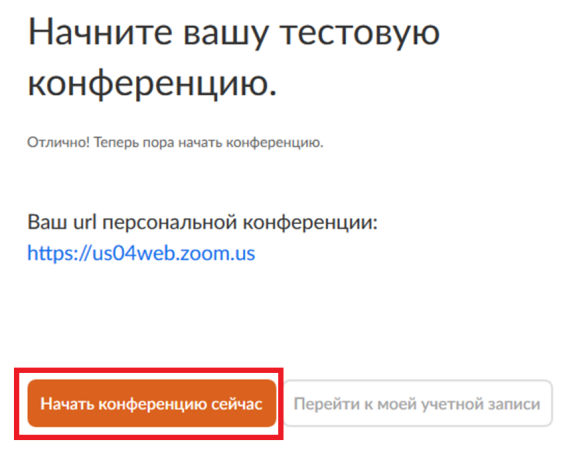 Начните вашу тестовую
конференцию.
Отлично! Теперь пора начать конференцию.
Ваш url персональной конференции:
https://us04web.zoom.us
Начать конференцию сейчас
Перейти к моей учетной записи